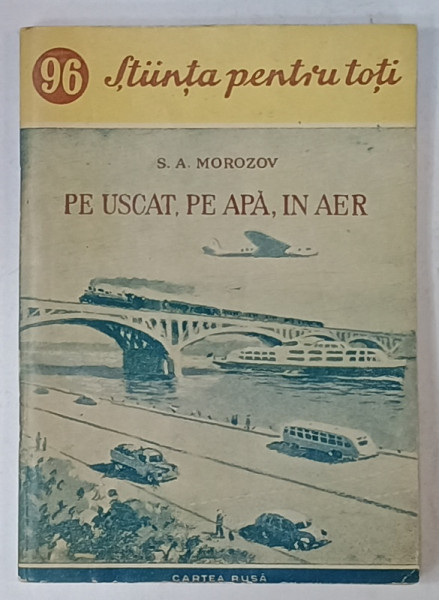 96 Știința pentru toți
S. A. MOROZOV
PE USCAT, PE APĂ, IN AER
CARTEA RUSĂ